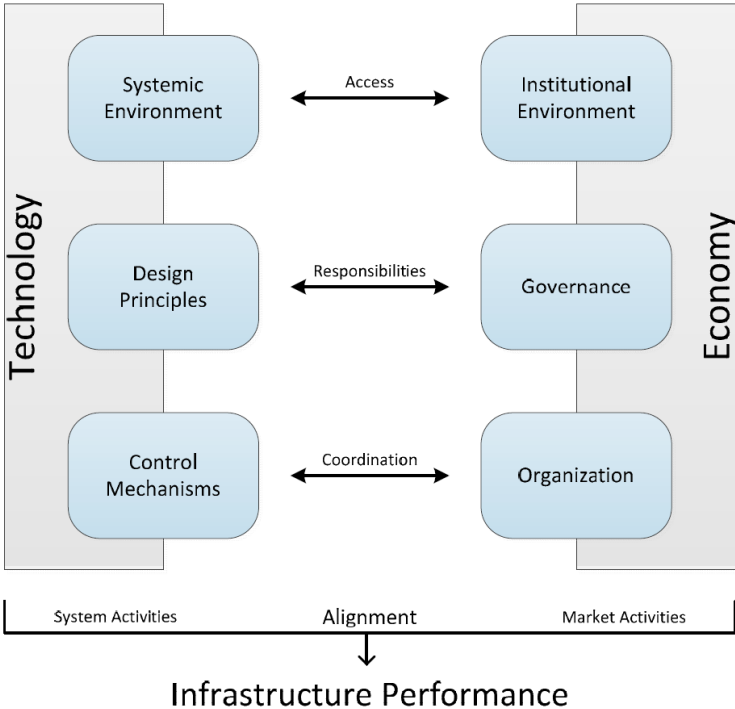 Technology
Economy
Systemic
Environment
Access
Institutional
Environment
Design
Principles
Responsibilities
Governance
Control
Mechanisms
Coordination
Organization
System Activities
Alignment
Market Activities
Infrastructure Performance